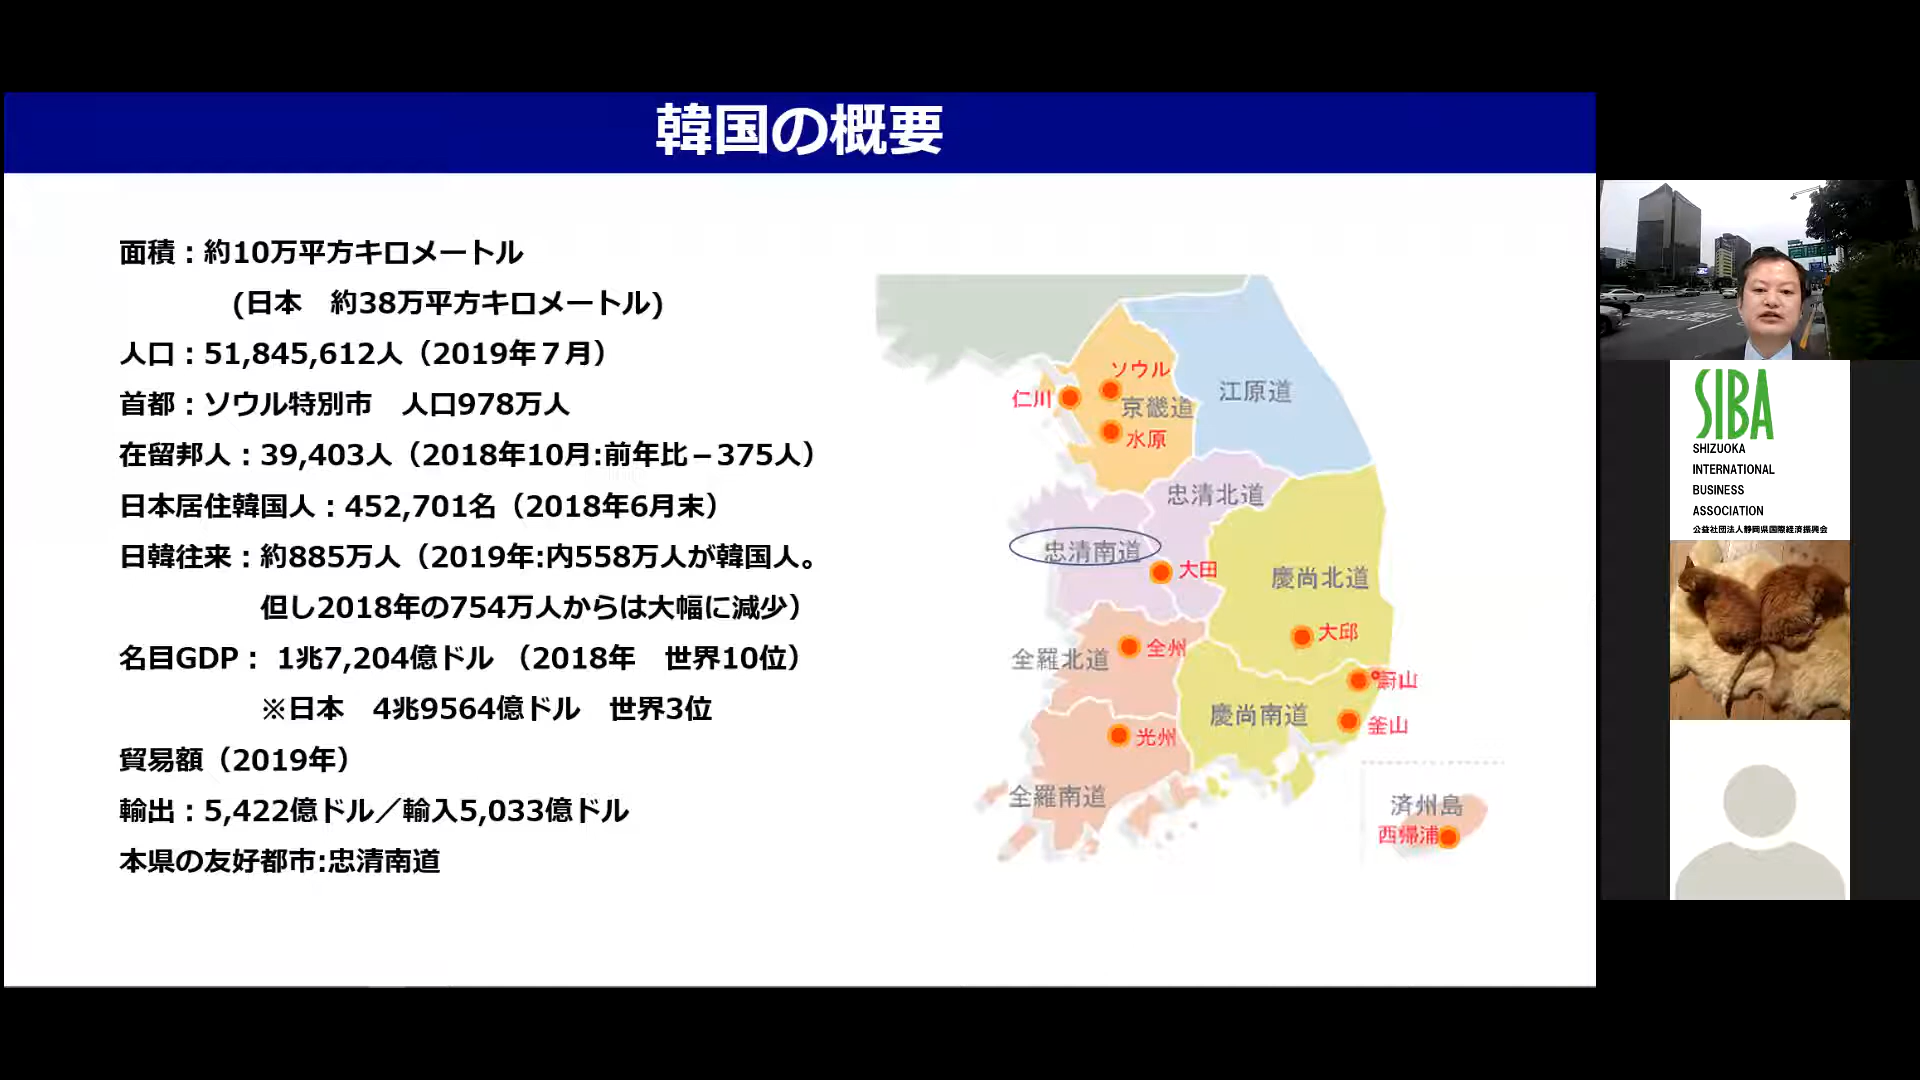 韓国の概要
面積：約10万平方キロメートル
(日本　約38万平方キロメートル)
人口：51,845,612人（2019年７月）
首都：ソウル特別市　人口978万人
在留邦人：39,403人（2018年10月:前年比－375人）
日本居住韓国人：452,701名（2018年6月末）
日韓往来：約885万人（2019年:内558万人が韓国人。
但し2018年の754万人からは大幅に減少）
名目GDP： 1兆7,204億ドル （2018年　世界10位）
※日本　4兆9564億ドル　世界3位
貿易額（2019年）
輸出：5,422億ドル／輸入5,033億ドル
本県の友好都市:忠清南道
ソウル
仁川
京畿道
江原道
水原
忠清北道
忠清南道
大田
慶尚北道
大邱
全州
全羅北道
蔚山
慶尚南道
釜山
光州
全羅南道
済州島
西帰浦
SIBA
SHIZUOKA
INTERNATIONAL
BUSINESS
ASSOCIATION
公益社団法人静岡県国際経済振興会